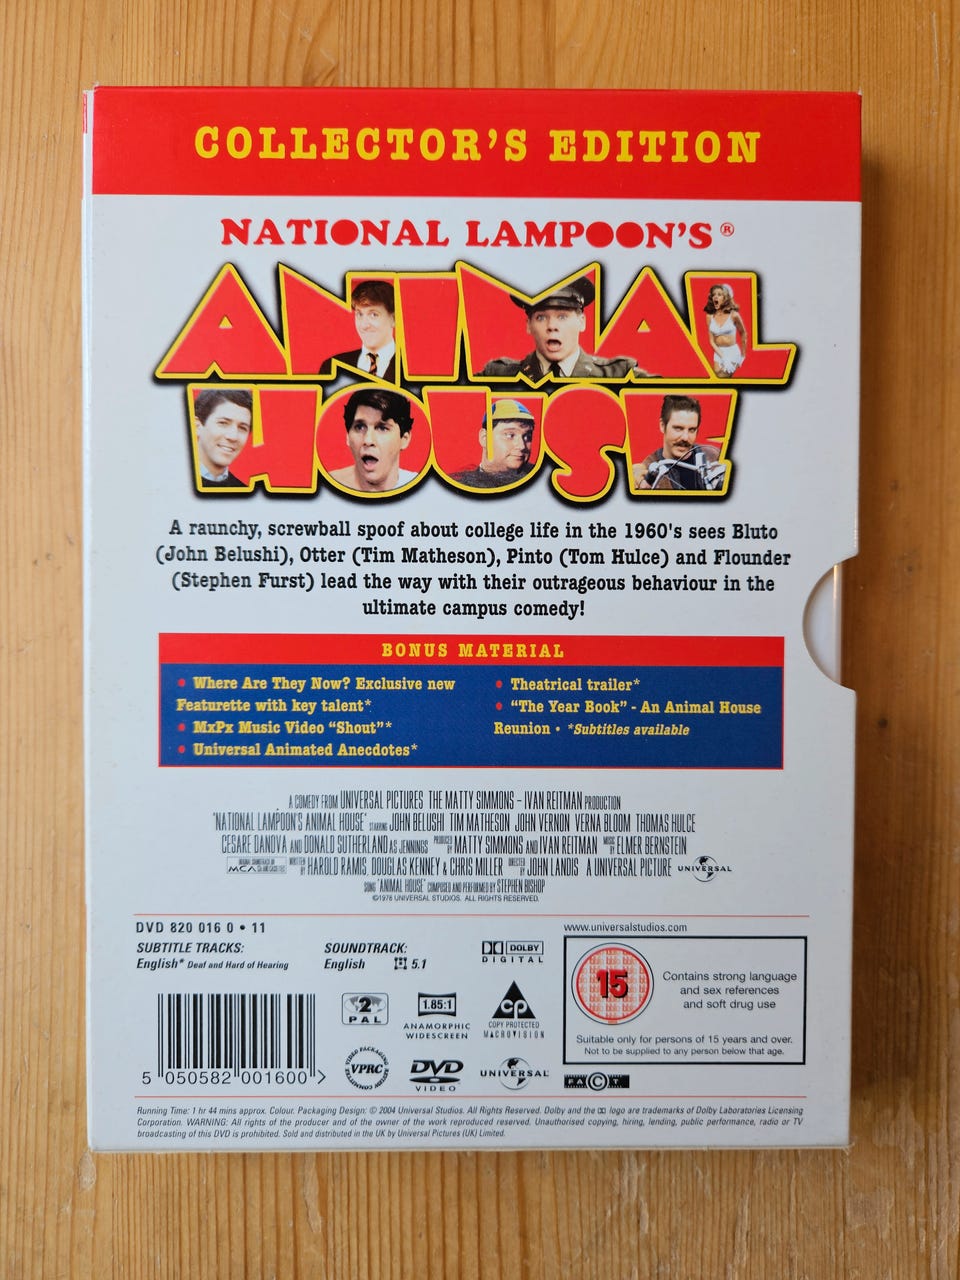 COLLECTOR'S EDITION
NATIONAL LAMPOON'S®
ANIMAL
HOUSE
A raunchy, screwball spoof about college life in the 1960's sees Bluto
(John Belushi), Otter (Tim Matheson), Pinto (Tom Hulce) and Flounder
(Stephen Furst) lead the way with their outrageous behaviour in the
ultimate campus comedy!
BONUS MATERIAL
• Where Are They Now? Exclusive new
Featurette with key talent*
• MxPx Music Video "Shout"*
• Universal Animated Anecdotes*
• Theatrical trailer*
• "The Year Book" - An Animal House
Reunion • *Subtitles available
A COMEDY FROM UNIVERSAL PICTURES THE MATTY SIMMONS – IVAN REITMAN PRODUCTION
"NATIONAL LAMPOON'S ANIMAL HOUSE" STARRING JOHN BELUSHI TIM MATHESON JOHN VERNON VERNA BLOOM THOMAS HULCE
CESARE DANOVA AND DONALD SUTHERLAND AS JENNINGS PRODUCED BY MATTY SIMMONS AND IVAN REITMAN MUSIC BY ELMER BERNSTEIN
ORIGINAL SOUNDTRACK ON MCA WRITTEN BY HAROLD RAMIS, DOUGLAS KENNEY & CHRIS MILLER DIRECTED BY JOHN LANDIS A UNIVERSAL PICTURE UNIVERSAL
SONG "ANIMAL HOUSE" COMPOSED AND PERFORMED BY STEPHEN BISHOP
©1978 UNIVERSAL STUDIOS. ALL RIGHTS RESERVED.
DVD 820 016 0 • 11
SUBTITLE TRACKS:
English* Deaf and Hard of Hearing
SOUNDTRACK:
English 5.1
DOLBY
DIGITAL
www.universalstudios.com
15
Contains strong language
and sex references
and soft drug use
Suitable only for persons of 15 years and over.
Not to be supplied to any person below that age.
2
PAL
1.85:1
ANAMORPHIC
WIDESCREEN
CP
COPY PROTECTED
MACROVISION
5 050582 001600 >
VIDEO PACKAGING REVIEW COMMITTEE
VPRC
DVD
VIDEO
UNIVERSAL
FACT
Running Time: 1 hr 44 mins approx. Colour. Packaging Design: © 2004 Universal Studios. All Rights Reserved. Dolby and the DD logo are trademarks of Dolby Laboratories Licensing
Corporation. WARNING: All rights of the producer and of the owner of the work reproduced reserved. Unauthorised copying, hiring, lending, public performance, radio or TV
broadcasting of this DVD is prohibited. Sold and distributed in the UK by Universal Pictures (UK) Limited.